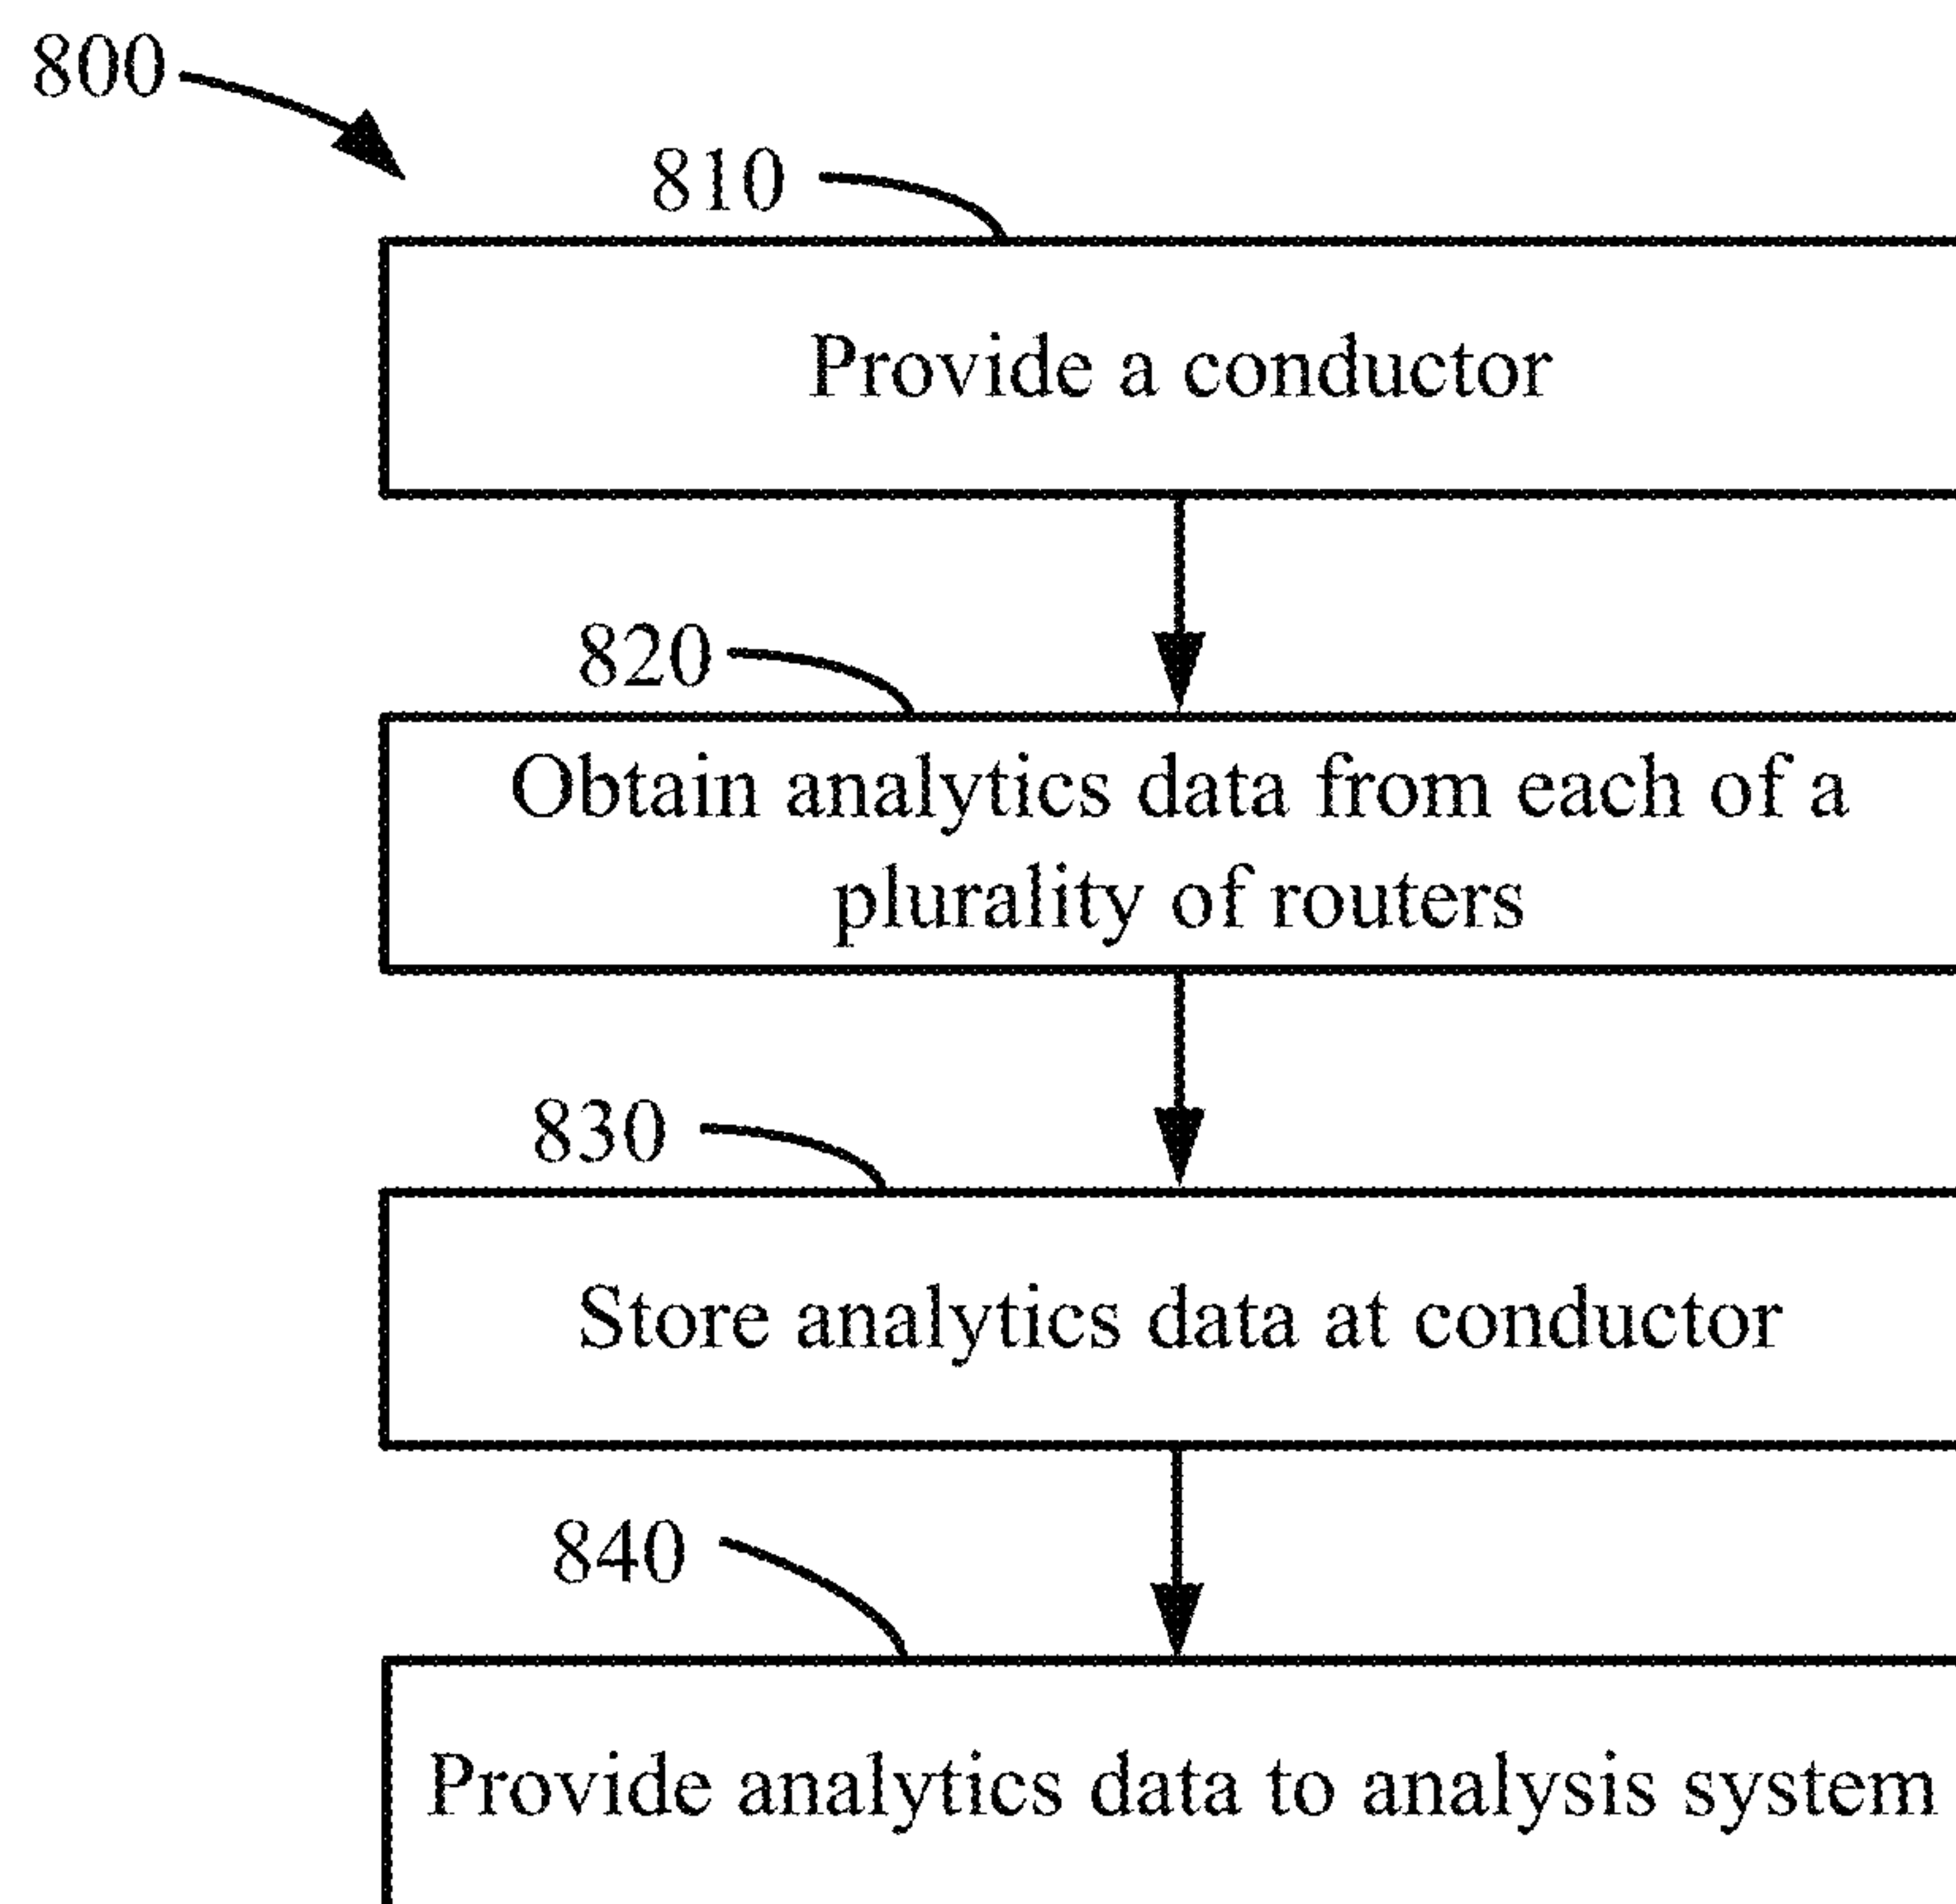 800
810
Provide a conductor
820
Obtain analytics data from each of a
plurality of routers
830
Store analytics data at conductor
840
Provide analytics data to analysis system